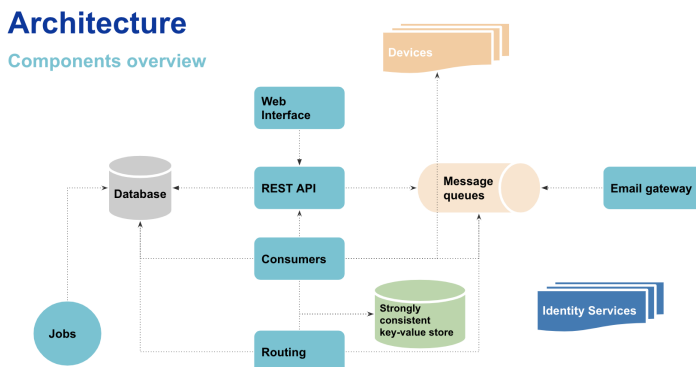 Architecture
Components overview
Devices
Web
Interface
Database
REST API
Message
queues
Email gateway
Consumers
Strongly
consistent
key-value store
Identity Services
Jobs
Routing